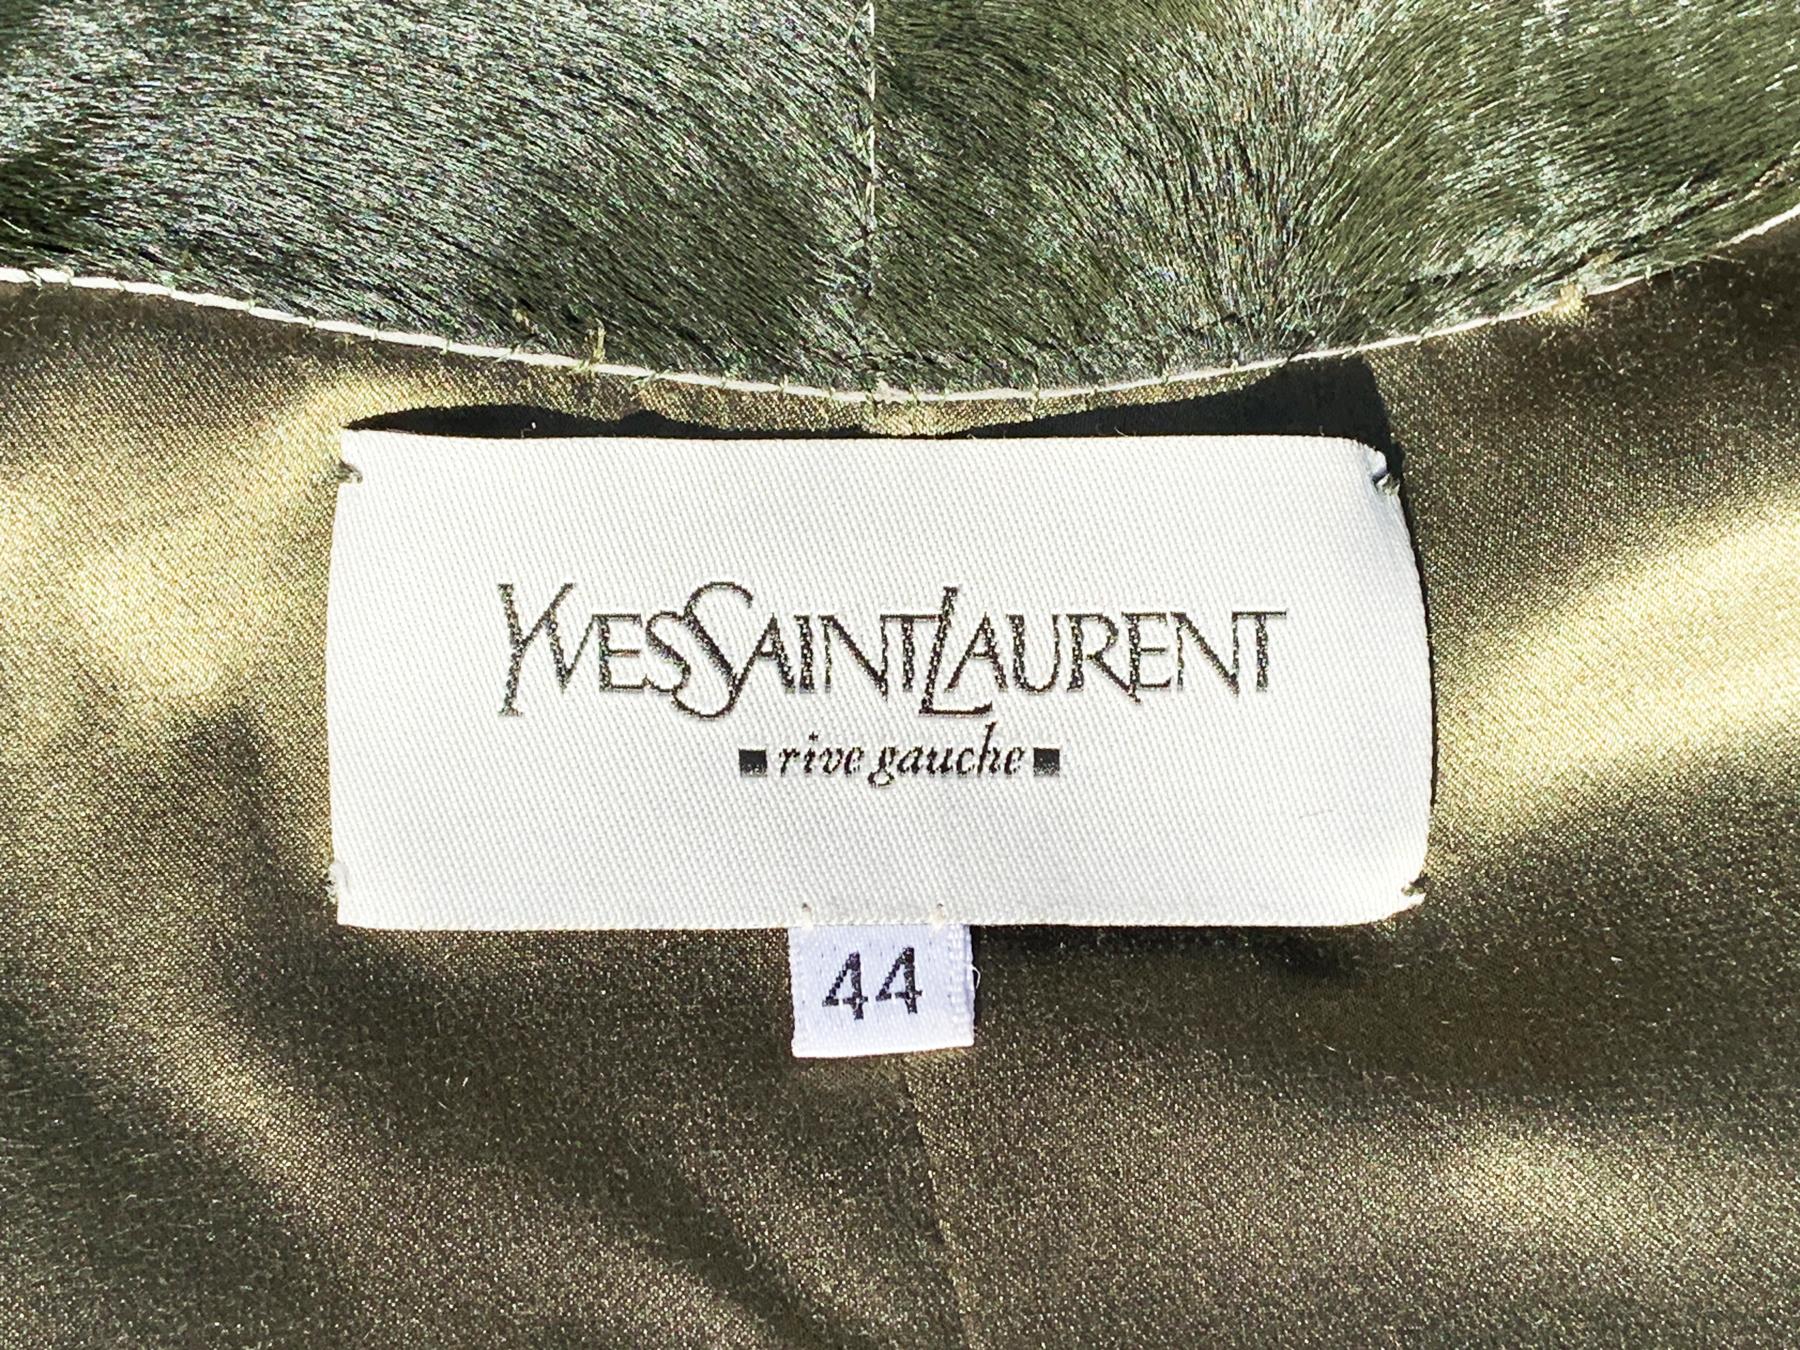 YVESSAINTLAURENT
rive gauche
44